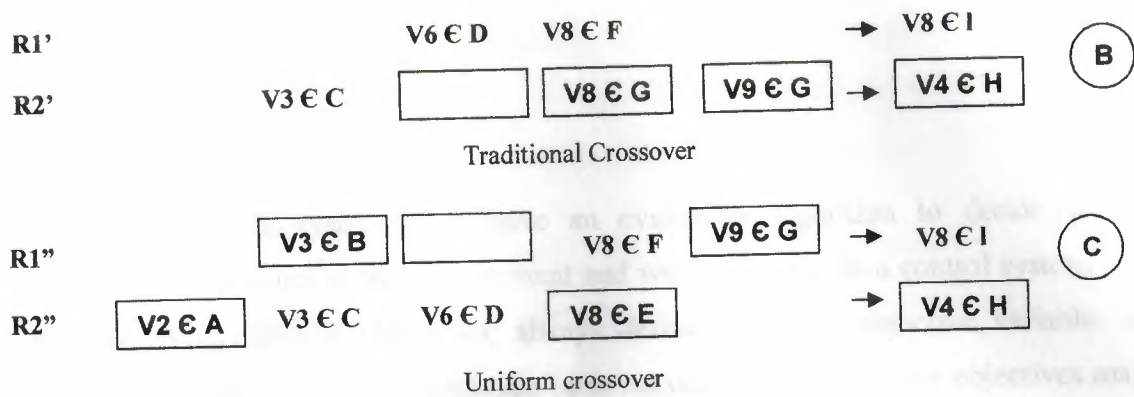 R1’ V6 Є D V8 Є F → V8 Є I
B
R2’ V3 Є C V8 Є G V9 Є G → V4 Є H
Traditional Crossover
R1” V3 Є B V8 Є F V9 Є G → V8 Є I
C
R2” V2 Є A V3 Є C V6 Є D V8 Є E → V4 Є H
Uniform crossover